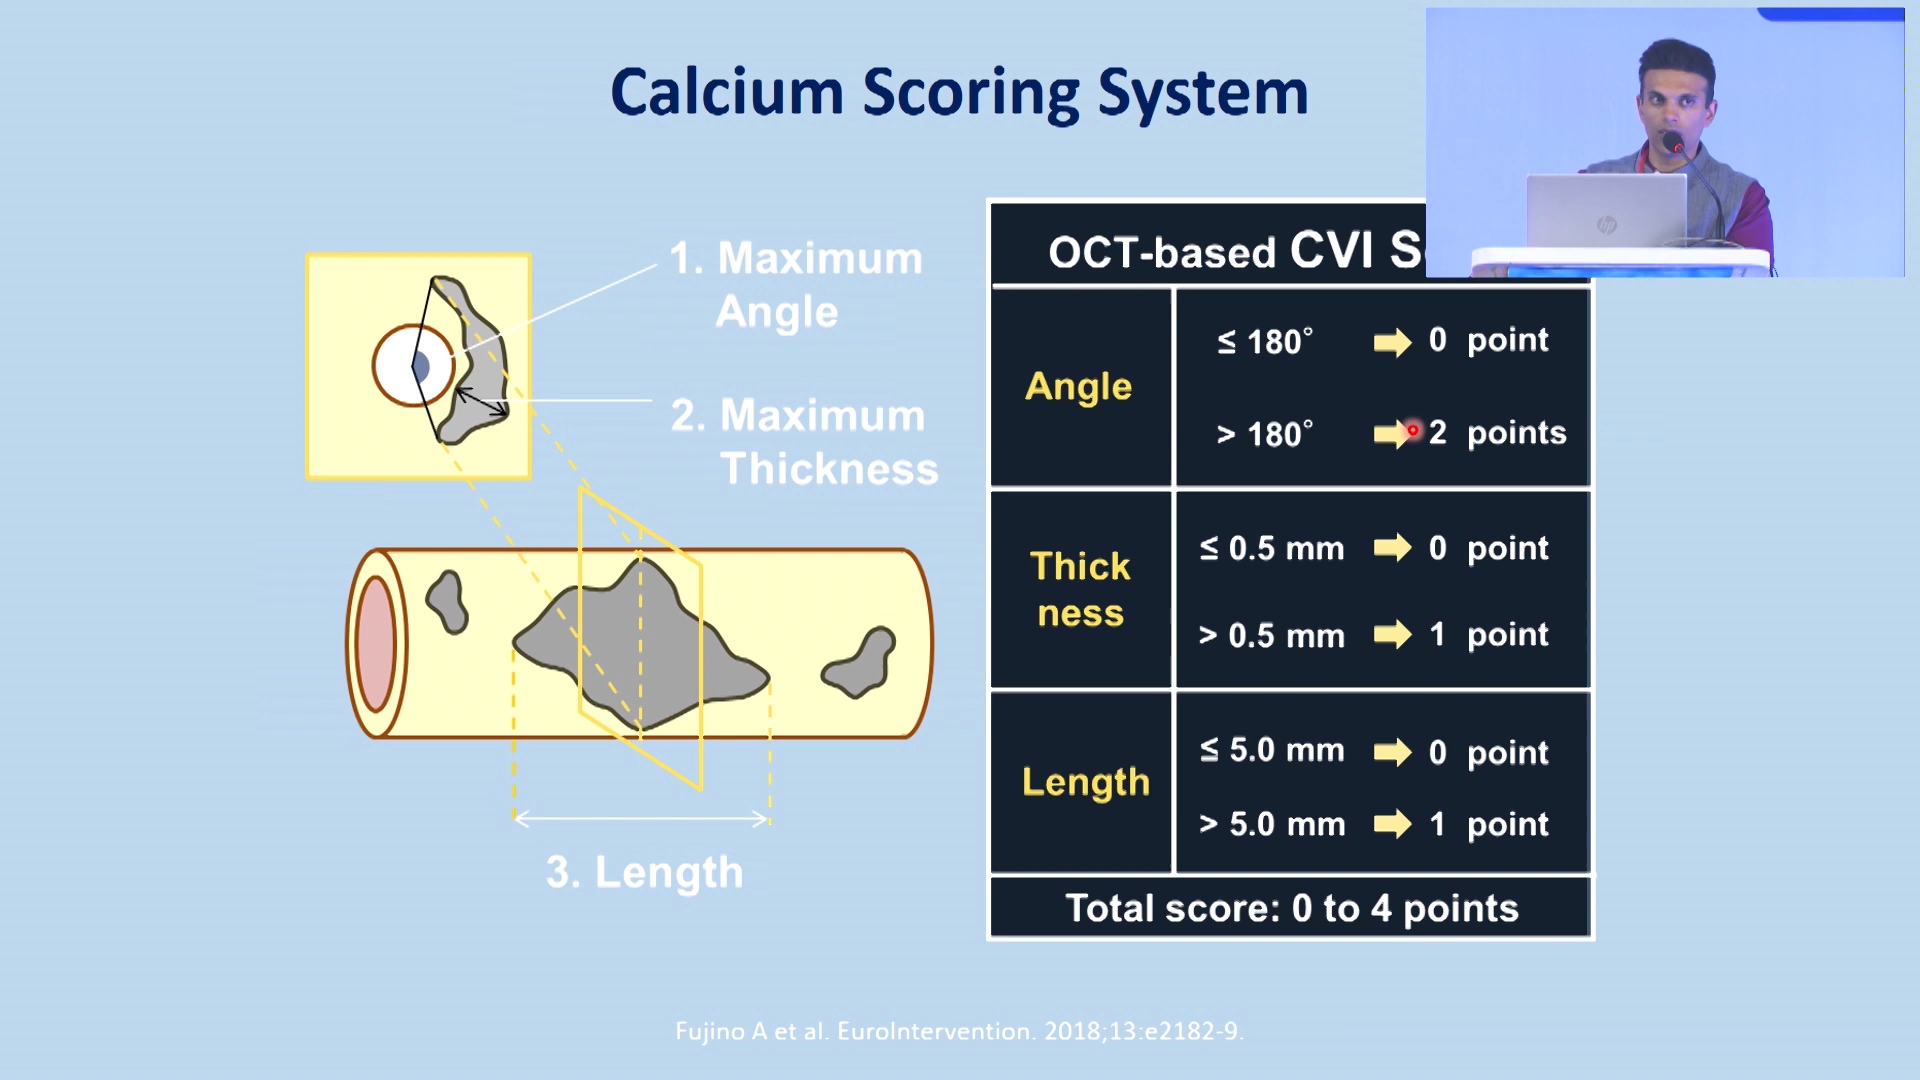 Calcium Scoring System
1. Maximum
Angle
2. Maximum
Thickness
3. Length
OCT-based CVI
Angle
≤ 180° 0 point
> 180° 2 points
Thick
ness
≤ 0.5 mm 0 point
> 0.5 mm 1 point
Length
≤ 5.0 mm 0 point
> 5.0 mm 1 point
Total score: 0 to 4 points
Fujino A et al. EuroIntervention. 2018;13:e2182-9.
hp